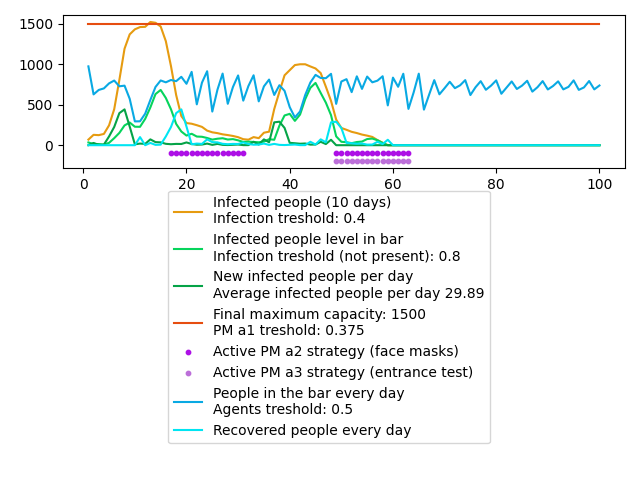 1500
1000
500
0
0
20
40
60
80
100
Infected people (10 days)
Infection treshold: 0.4
Infected people level in bar
Infection treshold (not present): 0.8
New infected people per day
Average infected people per day 29.89
Final maximum capacity: 1500
PM a1 treshold: 0.375
Active PM a2 strategy (face masks)
Active PM a3 strategy (entrance test)
People in the bar every day
Agents treshold: 0.5
Recovered people every day